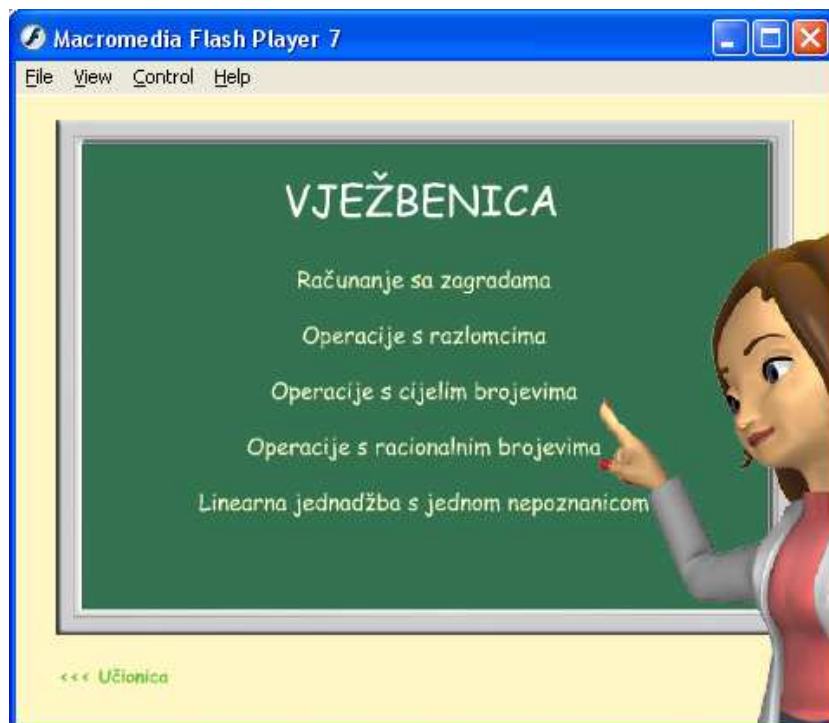 Macromedia Flash Player 7
File View Control Help
VJEŽBENICA
Računanje sa zagradama
Operacije s razlomcima
Operacije s cijelim brojevima
Operacije s racionalnim brojevima
Linearna jednadžba s jednom nepoznanicom
<<< Učionica